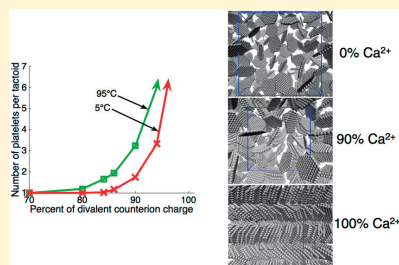 Number of platelets per tactoid
7
6
5
4
3
2
1
95°C
5°C
70
80
90
100
Percent of divalent counterion charge
0% Ca²⁺
90% Ca²⁺
100% Ca²⁺